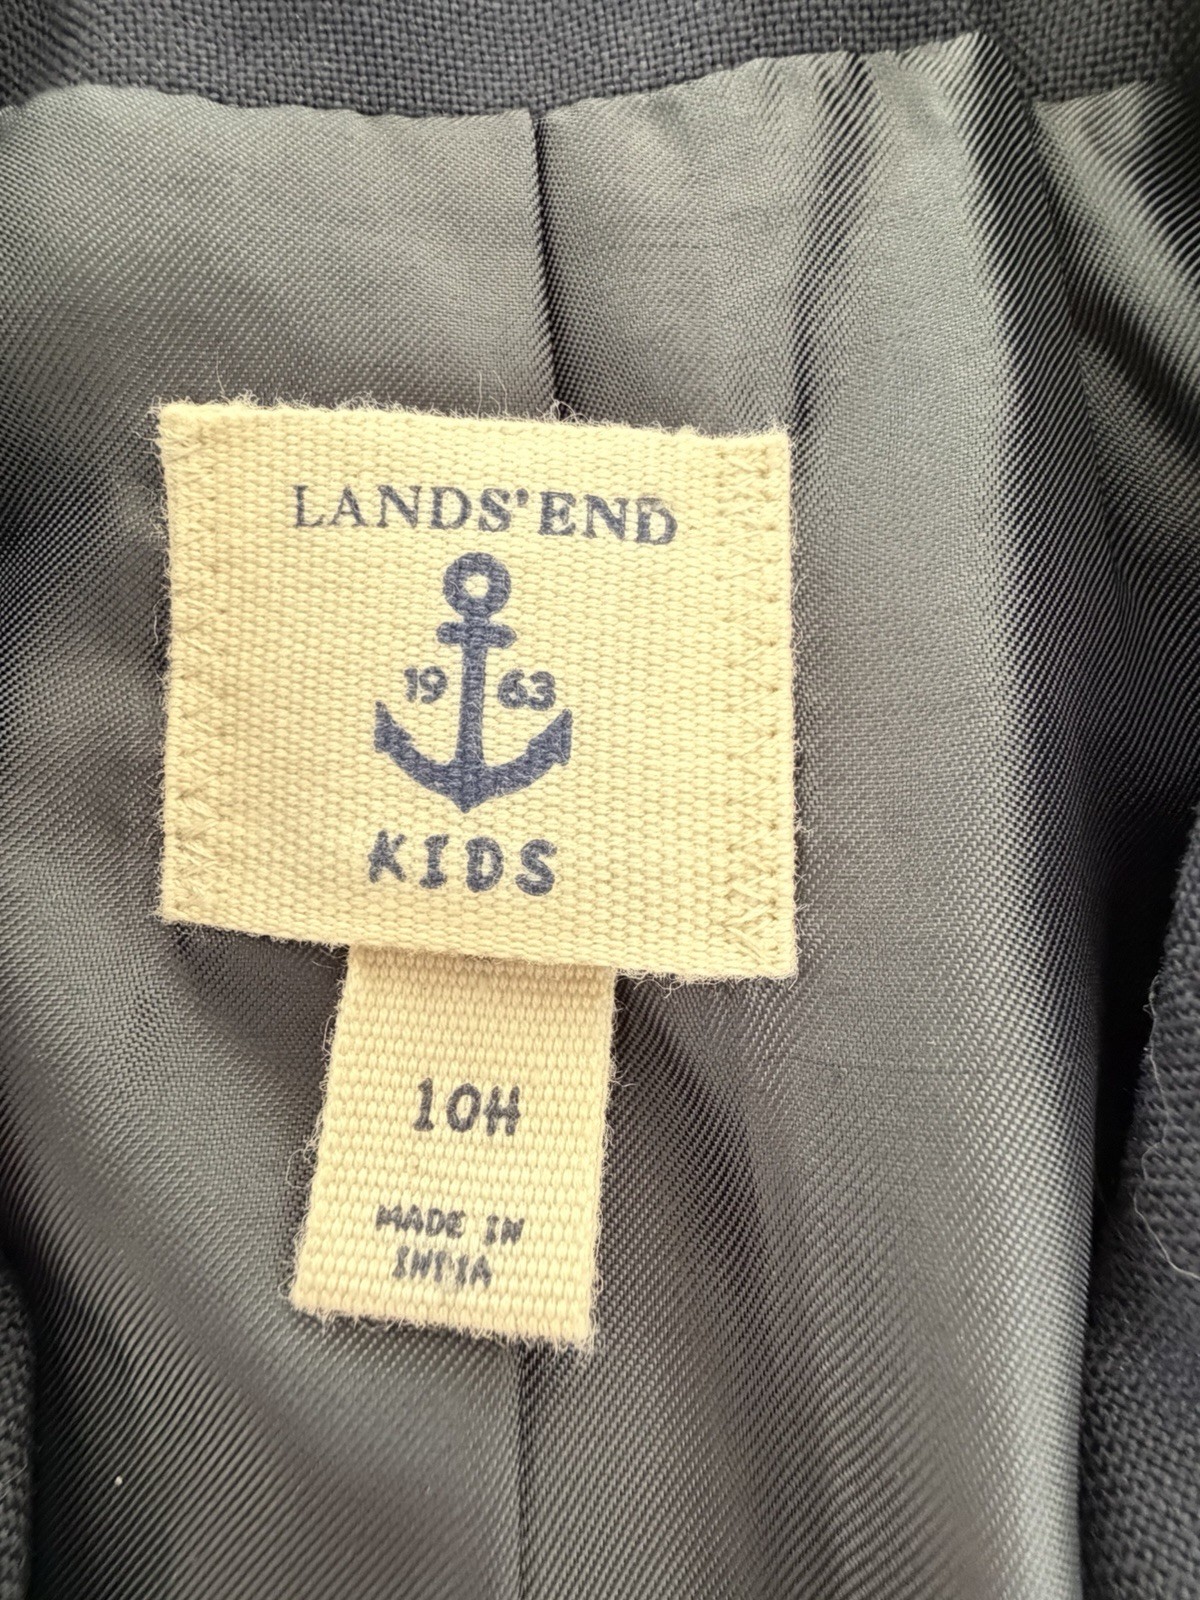 LANDS' END
19 63
KIDS
10H
MADE IN
INDIA